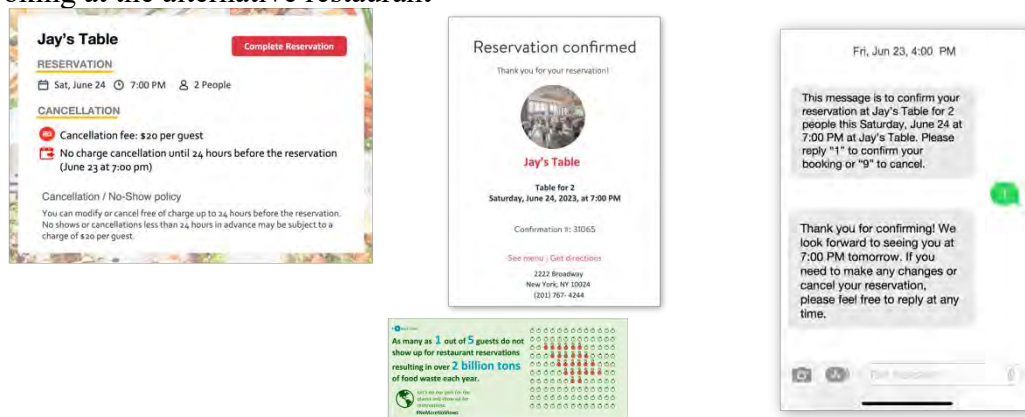 oking at the alternative restaurant
Jay's Table
Complete Reservation
RESERVATION
Sat, June 24 7:00 PM 2 People
CANCELLATION
Cancellation fee: $20 per guest
No charge cancellation until 24 hours before the reservation
(June 23 at 7:00 pm)
Cancellation / No-Show policy
You can modify or cancel free of charge up to 24 hours before the reservation.
No shows or cancellations less than 24 hours in advance may be subject to a
charge of $20 per guest.
Reservation confirmed
Thank you for your reservation!
Jay's Table
Table for 2
Saturday, June 24, 2023, at 7:00 PM
Confirmation #: 31065
See menu | Get directions
2222 Broadway
New York, NY 10024
(201) 767- 4244
As many as 1 out of 5 guests do not
show up for restaurant reservations
resulting in over 2 billion tons
of food waste each year.
Fri, Jun 23, 4:00 PM
This message is to confirm your
reservation at Jay's Table for 2
people this Saturday, June 24 at
7:00 PM at Jay's Table. Please
reply "1" to confirm your
booking or "9" to cancel.
1
Thank you for confirming! We
look forward to seeing you at
7:00 PM tomorrow. If you
need to make any changes or
cancel your reservation,
please feel free to reply at any
time.